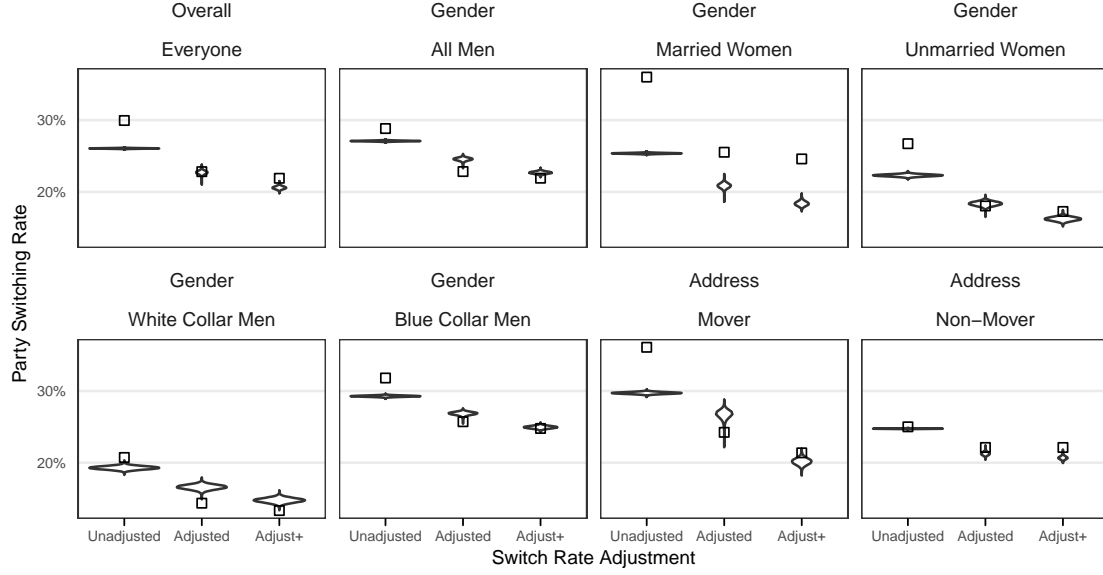 Overall Gender Gender Gender
Everyone All Men Married Women Unmarried Women
30%
20%
Gender Gender Address Address
White Collar Men Blue Collar Men Mover Non−Mover
30%
20%
Party Switching Rate
Unadjusted Adjusted Adjust+ Unadjusted Adjusted Adjust+ Unadjusted Adjusted Adjust+ Unadjusted Adjusted Adjust+
Switch Rate Adjustment